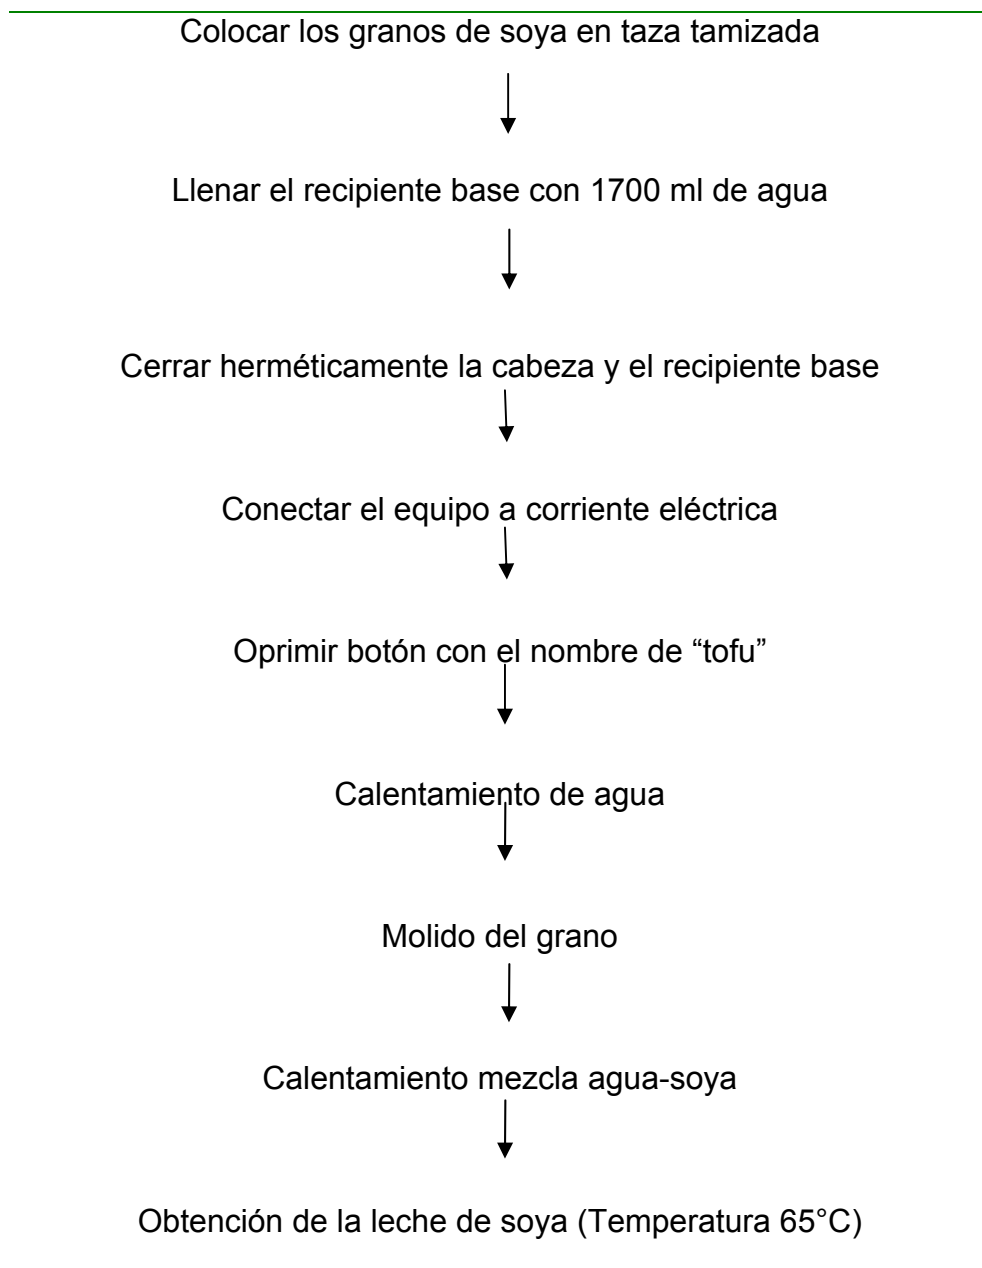 Colocar los granos de soya en taza tamizada
Llenar el recipiente base con 1700 ml de agua
Cerrar herméticamente la cabeza y el recipiente base
Conectar el equipo a corriente eléctrica
Oprimir botón con el nombre de “tofu”
Calentamiento de agua
Molido del grano
Calentamiento mezcla agua-soya
Obtención de la leche de soya (Temperatura 65°C)